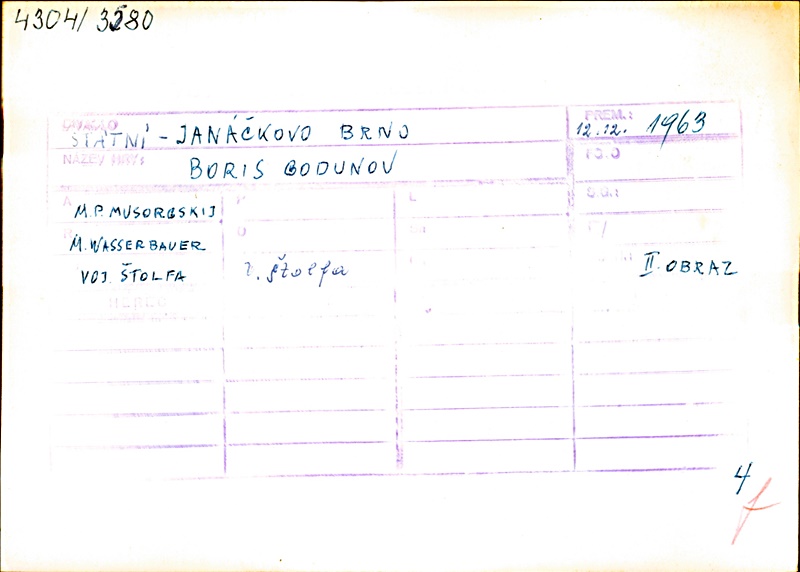 4304/ 3280
DIVADLO
PREM.:
STÁTNÍ - JANÁČKOVO BRNO
12.12. 1963
NÁZEV HRY:
BORIS GODUNOV
A
M.P. MUSORGSKIJ
M. WASSERBAUER
VOJ. ŠTOLFA
v. štolfa
II. OBRAZ
HEREC
4